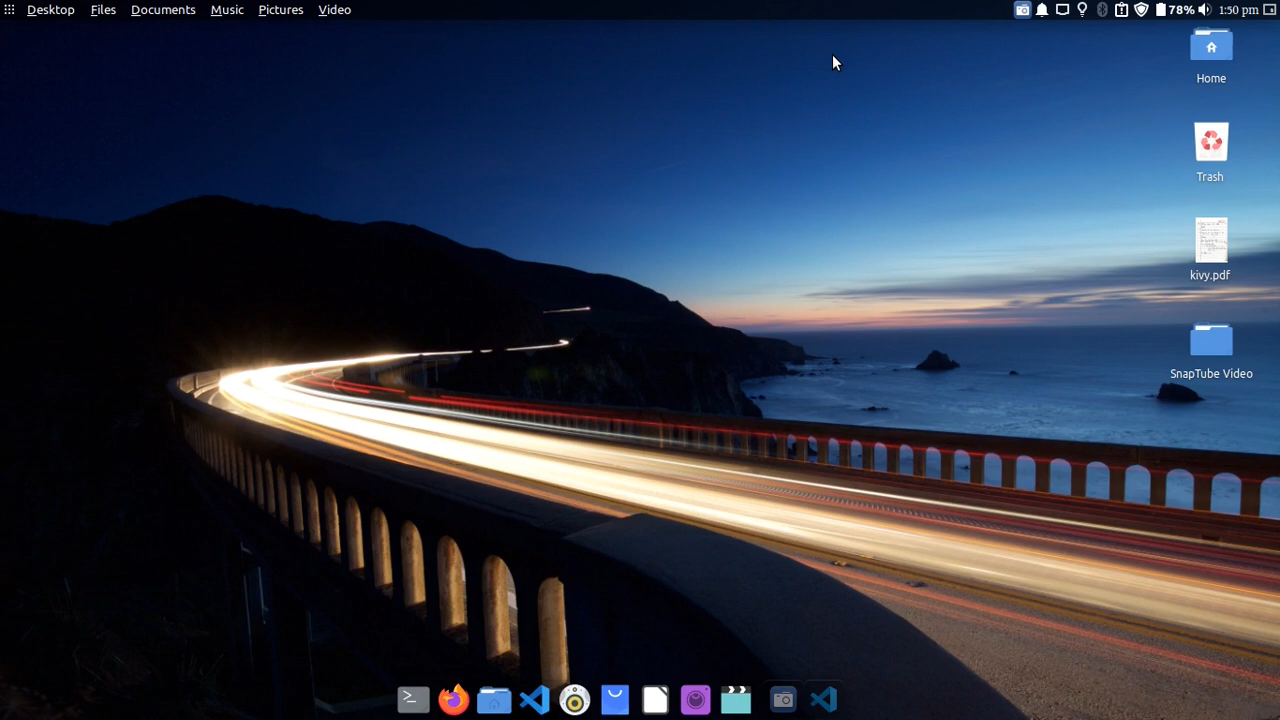 Desktop Files Documents Music Pictures Video 78% 1:50 pm
Home
Trash
kivy.pdf
SnapTube Video